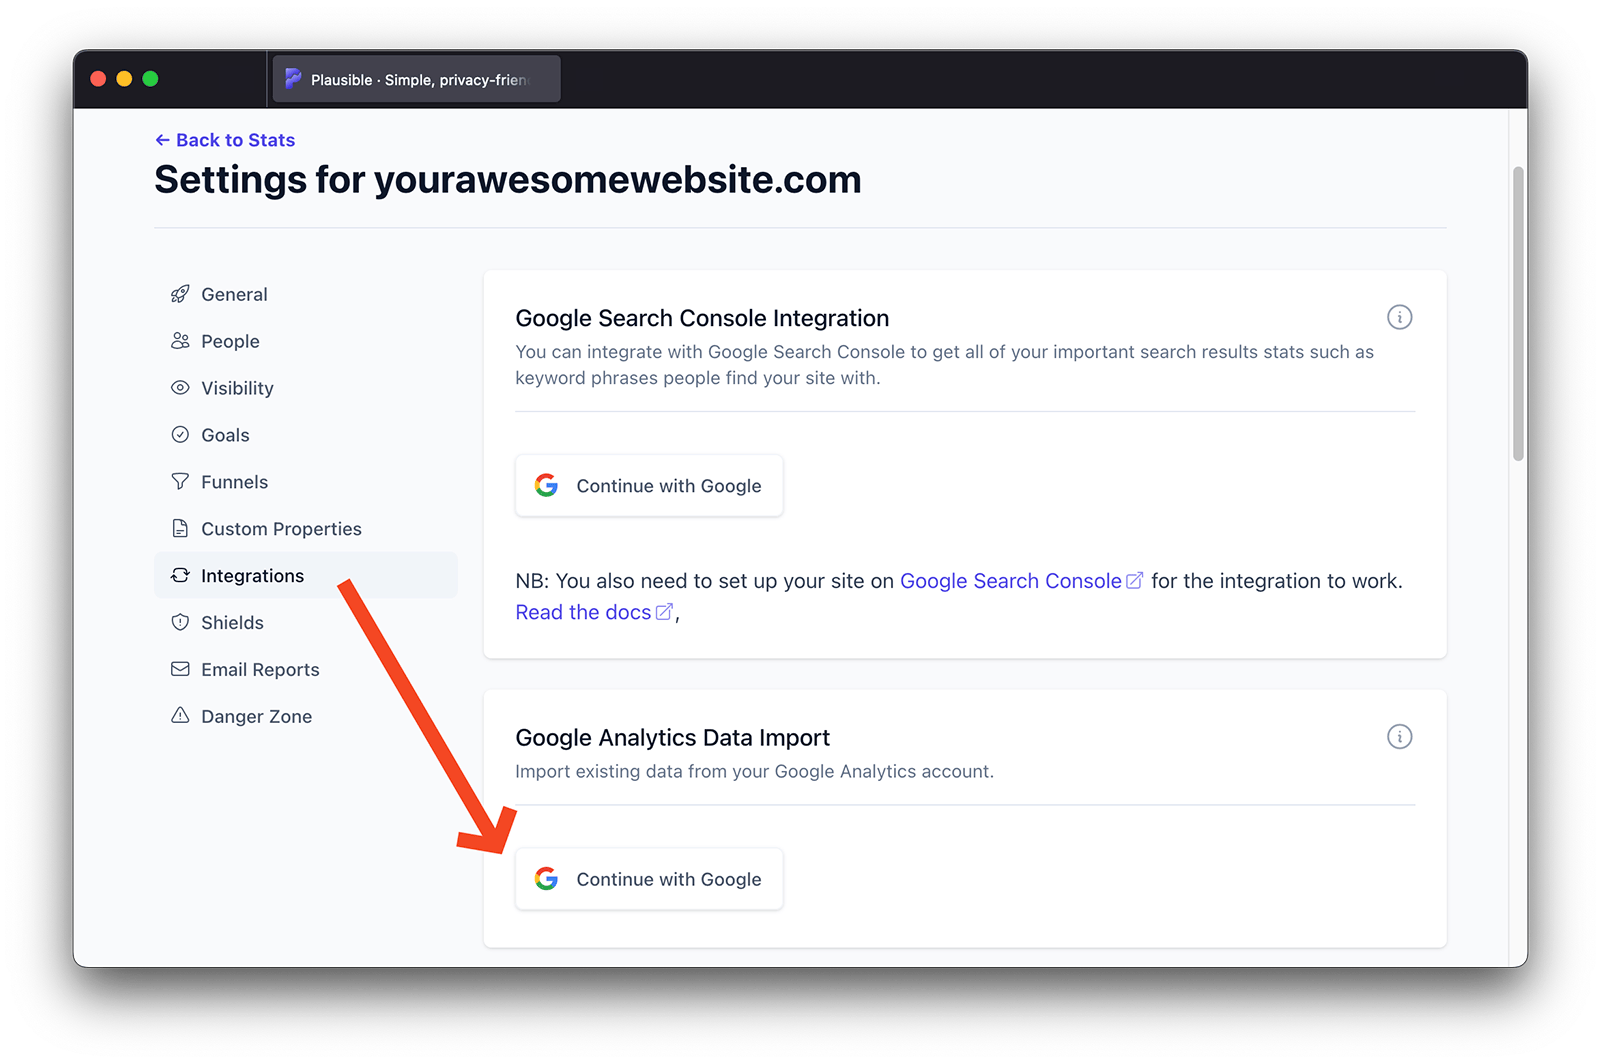 Plausible · Simple, privacy-frien
← Back to Stats
Settings for yourawesomewebsite.com
General
People
Visibility
Goals
Funnels
Custom Properties
Integrations
Shields
Email Reports
Danger Zone
Google Search Console Integration
You can integrate with Google Search Console to get all of your important search results stats such as
keyword phrases people find your site with.
Continue with Google
NB: You also need to set up your site on Google Search Console for the integration to work.
Read the docs,
Google Analytics Data Import
Import existing data from your Google Analytics account.
Continue with Google